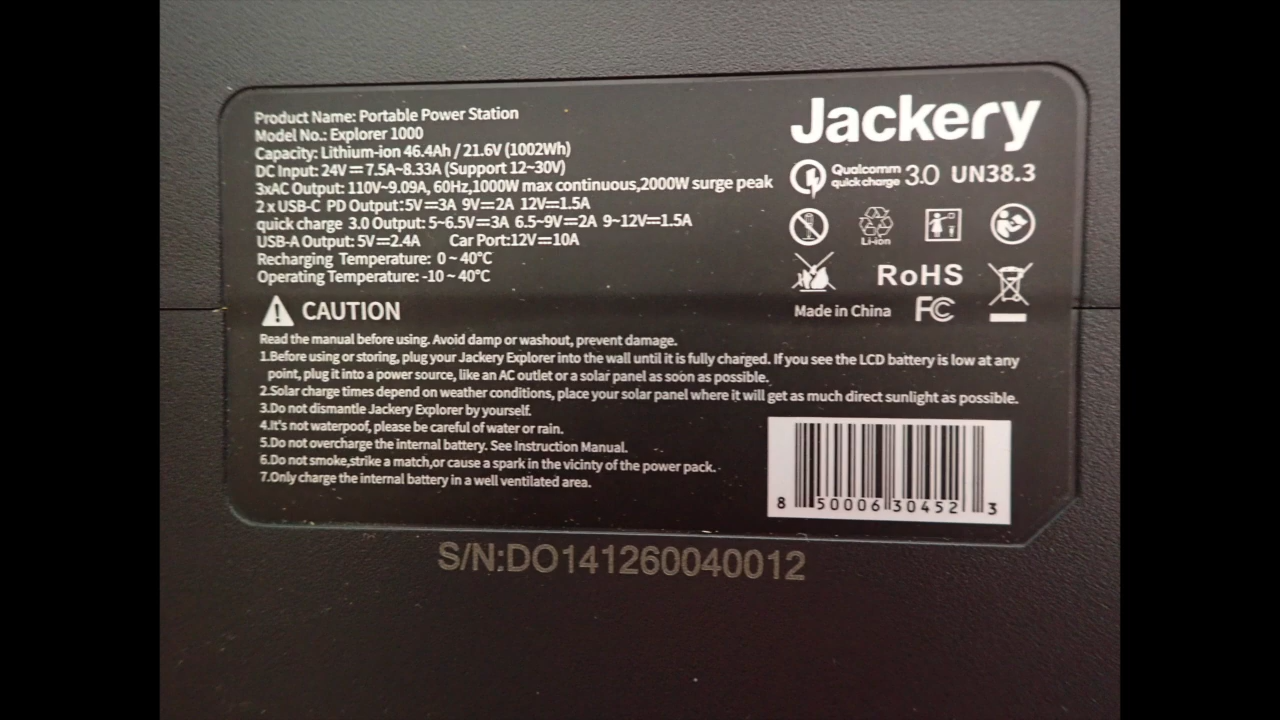 Product Name: Portable Power Station
Model No.: Explorer 1000
Capacity: Lithium-ion 46.4Ah / 21.6V (1002Wh)
DC Input: 24V⎓7.5A~8.33A (Support 12~30V)
3xAC Output: 110V~9.09A, 60Hz,1000W max continuous,2000W surge peak
2 x USB-C PD Output:5V⎓3A 9V⎓2A 12V⎓1.5A
quick charge 3.0 Output: 5~6.5V⎓3A 6.5~9V⎓2A 9~12V⎓1.5A
USB-A Output: 5V⎓2.4A Car Port:12V⎓10A
Recharging Temperature: 0 ~ 40°C
Operating Temperature: -10 ~ 40°C
Jackery
Qualcomm
quick charge 3.0 UN38.3
Li-ion
RoHS
Made in China FC
CAUTION
Read the manual before using. Avoid damp or washout, prevent damage.
1.Before using or storing, plug your Jackery Explorer into the wall until it is fully charged. If you see the LCD battery is low at any
point, plug it into a power source, like an AC outlet or a solar panel as soon as possible.
2.Solar charge times depend on weather conditions, place your solar panel where it will get as much direct sunlight as possible.
3.Do not dismantle Jackery Explorer by yourself.
4.It's not waterpoof, please be careful of water or rain.
5.Do not overcharge the internal battery. See Instruction Manual.
6.Do not smoke,strike a match,or cause a spark in the vicinty of the power pack.
7.Only charge the internal battery in a well ventilated area.
8 50006 30452 3
S/N:DO141260040012